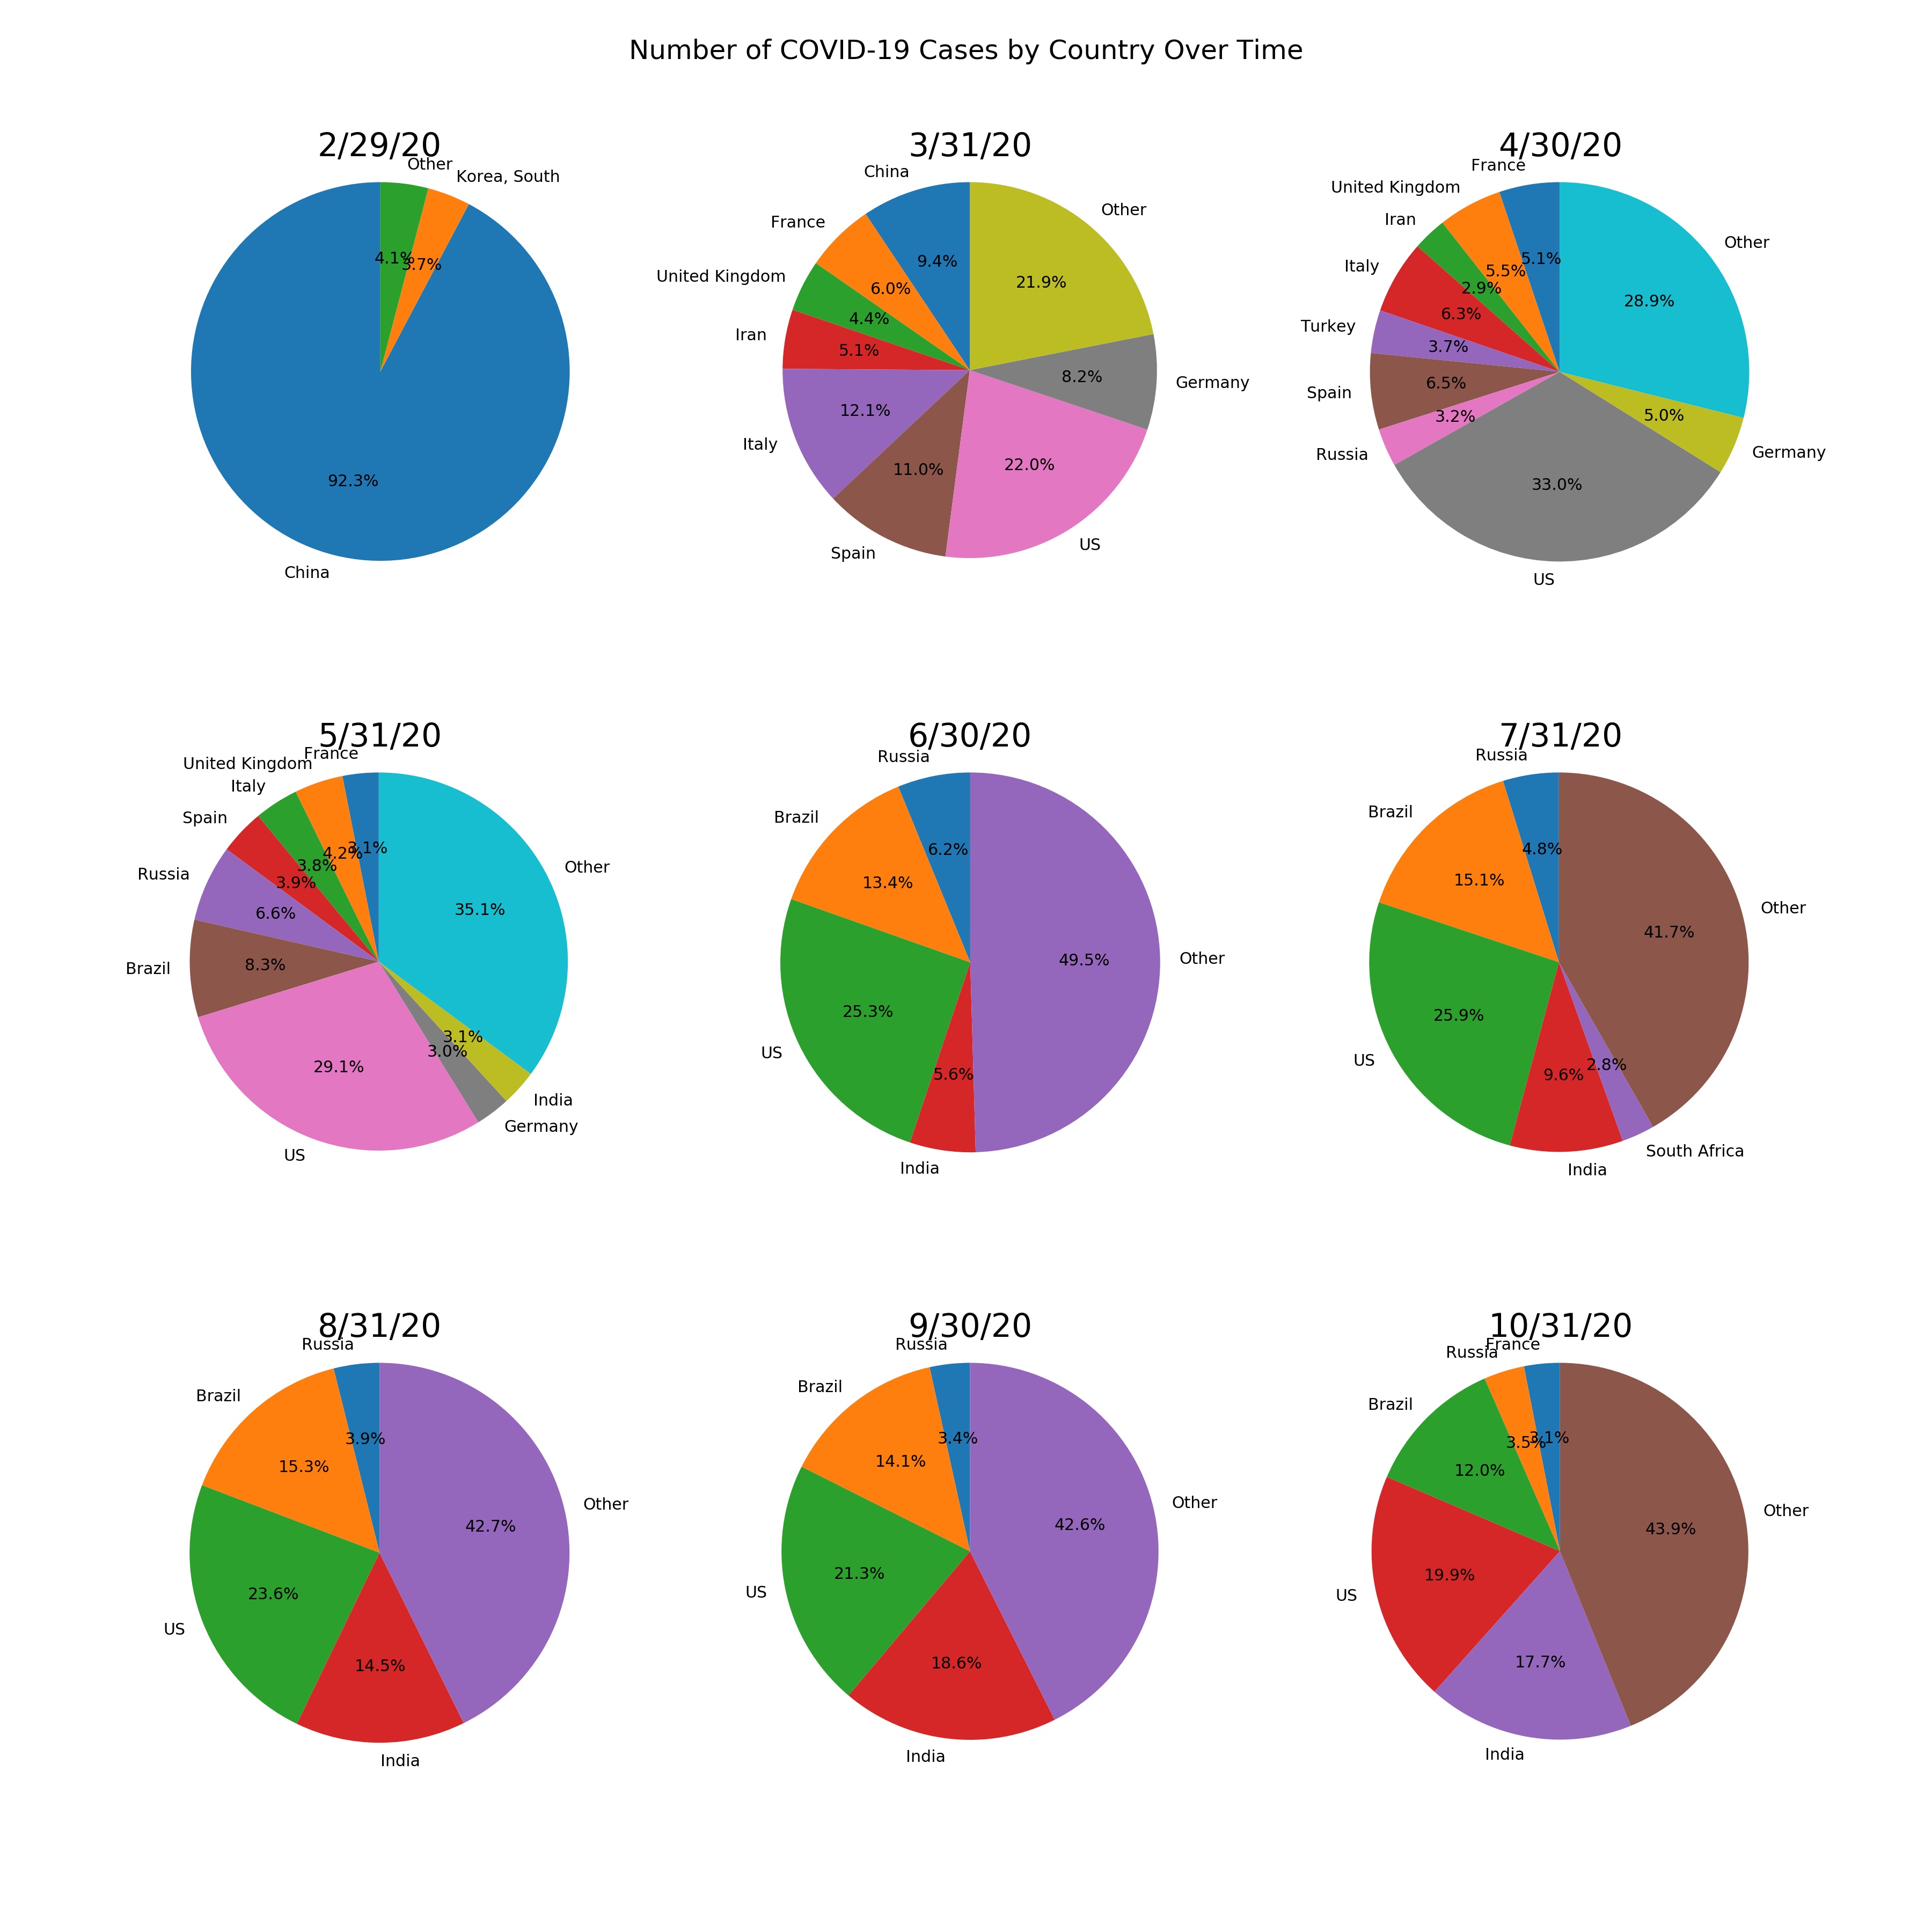 Number of COVID-19 Cases by Country Over Time
2/29/20
Other
Korea, South
4.1%
3.7%
92.3%
China
3/31/20
China
France
United Kingdom
Iran
Italy
Spain
US
Germany
Other
9.4%
6.0%
4.4%
5.1%
12.1%
11.0%
22.0%
8.2%
21.9%
4/30/20
France
United Kingdom
Iran
Italy
Turkey
Spain
Russia
US
Germany
Other
5.1%
5.5%
2.9%
6.3%
3.7%
6.5%
3.2%
33.0%
5.0%
28.9%
5/31/20
France
United Kingdom
Italy
Spain
Russia
Brazil
US
Germany
India
Other
3.1%
4.2%
3.8%
3.9%
6.6%
8.3%
29.1%
3.0%
3.1%
35.1%
6/30/20
Russia
Brazil
US
India
Other
6.2%
13.4%
25.3%
5.6%
49.5%
7/31/20
Russia
Brazil
US
India
South Africa
Other
4.8%
15.1%
25.9%
9.6%
2.8%
41.7%
8/31/20
Russia
Brazil
US
India
Other
3.9%
15.3%
23.6%
14.5%
42.7%
9/30/20
Russia
Brazil
US
India
Other
3.4%
14.1%
21.3%
18.6%
42.6%
10/31/20
France
Russia
Brazil
US
India
Other
3.1%
3.5%
12.0%
19.9%
17.7%
43.9%